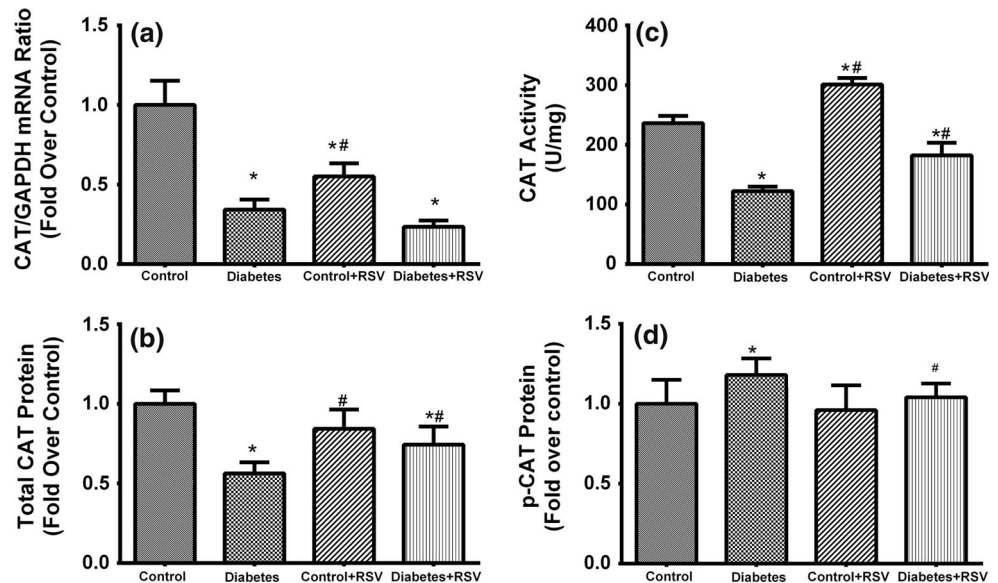 (a)
CAT/GAPDH mRNA Ratio
(Fold Over Control)
1.5
1.0
0.5
0.0
*
*#
*
Control
Diabetes
Control+RSV
Diabetes+RSV
(c)
CAT Activity
(U/mg)
400
300
200
100
0
*
*#
*#
Control
Diabetes
Control+RSV
Diabetes+RSV
(b)
Total CAT Protein
(Fold Over Control)
1.5
1.0
0.5
0.0
*
#
*#
Control
Diabetes
Control+RSV
Diabetes+RSV
(d)
p-CAT Protein
(Fold over control)
1.5
1.0
0.5
0.0
*
#
Control
Diabetes
Control+RSV
Diabetes+RSV